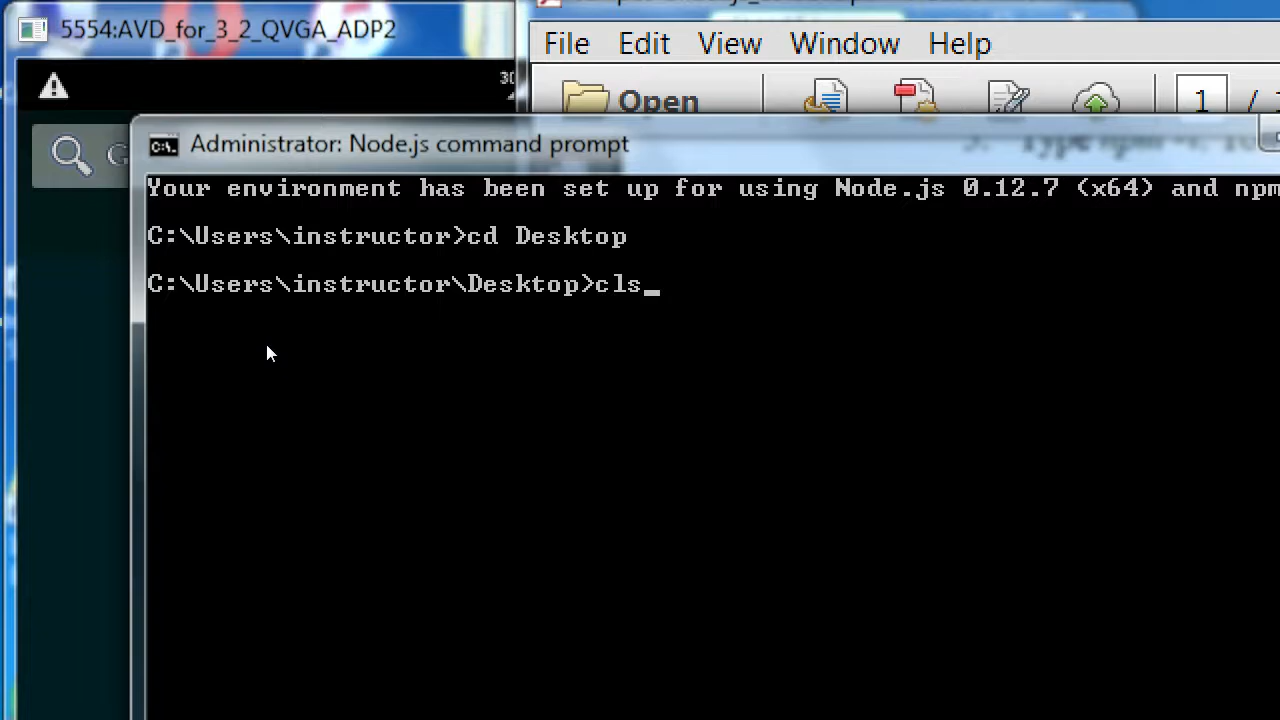 5554:AVD_for_3_2_QVGA_ADP2
File Edit View Window Help
Open
1 /
Administrator: Node.js command prompt
G
Your environment has been set up for using Node.js 0.12.7 (x64) and npm
C:\Users\instructor>cd Desktop
C:\Users\instructor\Desktop>cls_